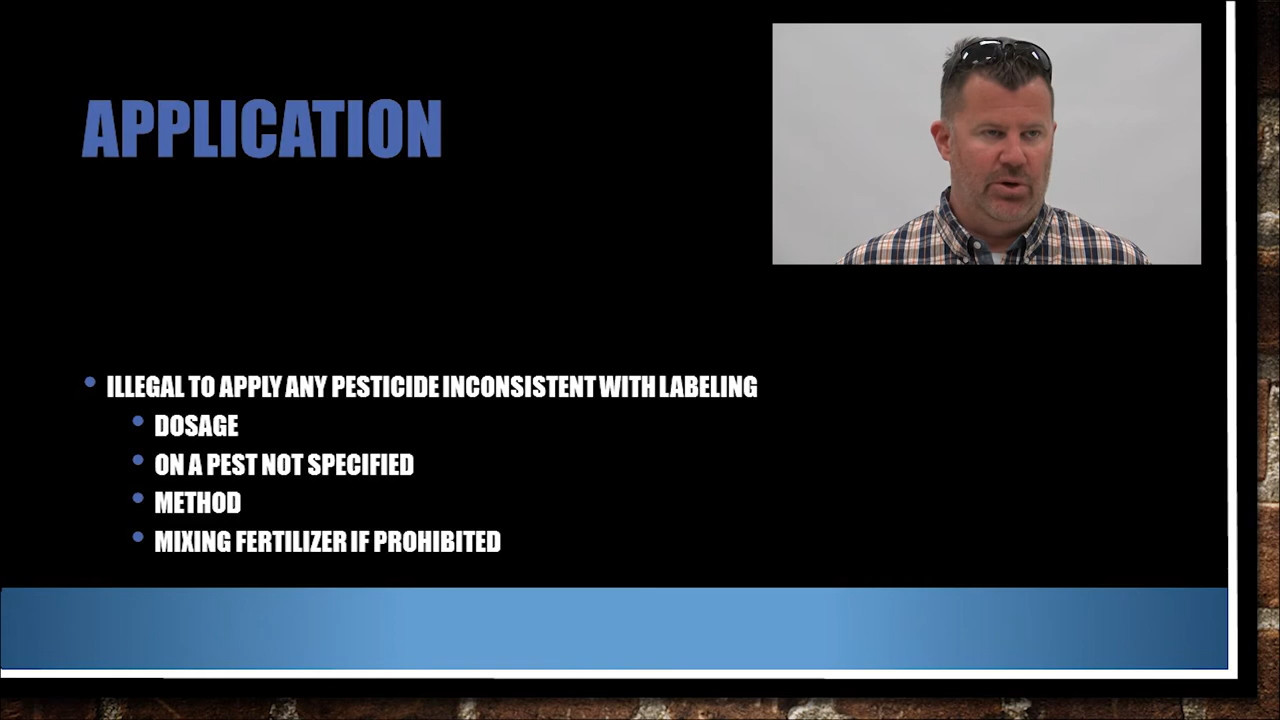 APPLICATION
ILLEGAL TO APPLY ANY PESTICIDE INCONSISTENT WITH LABELING
DOSAGE
ON A PEST NOT SPECIFIED
METHOD
MIXING FERTILIZER IF PROHIBITED